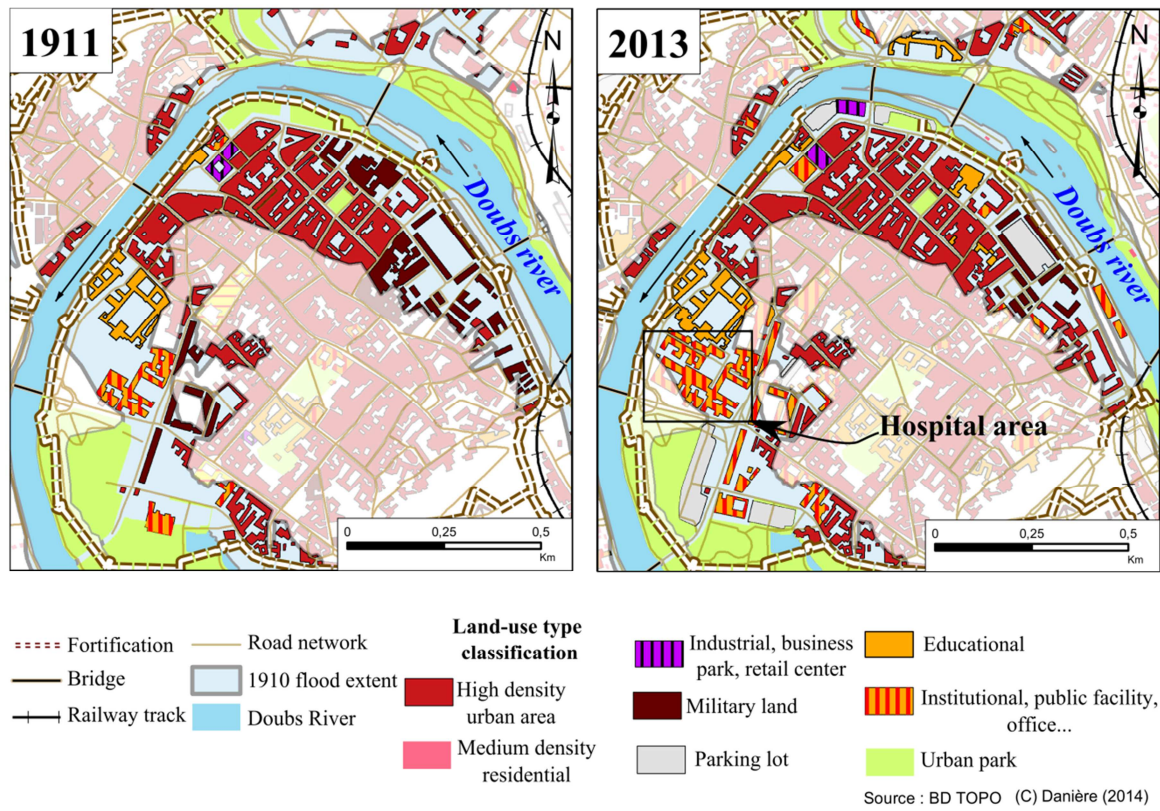 1911
N
Doubs river
0 0,25 0,5
Km
2013
N
Doubs river
Hospital area
0 0,25 0,5
Km
Fortification
Bridge
Railway track
Road network
1910 flood extent
Doubs River
Land-use type
classification
High density
urban area
Medium density
residential
Industrial, business
park, retail center
Military land
Parking lot
Educational
Institutional, public facility,
office...
Urban park
Source : BD TOPO (C) Danière (2014)